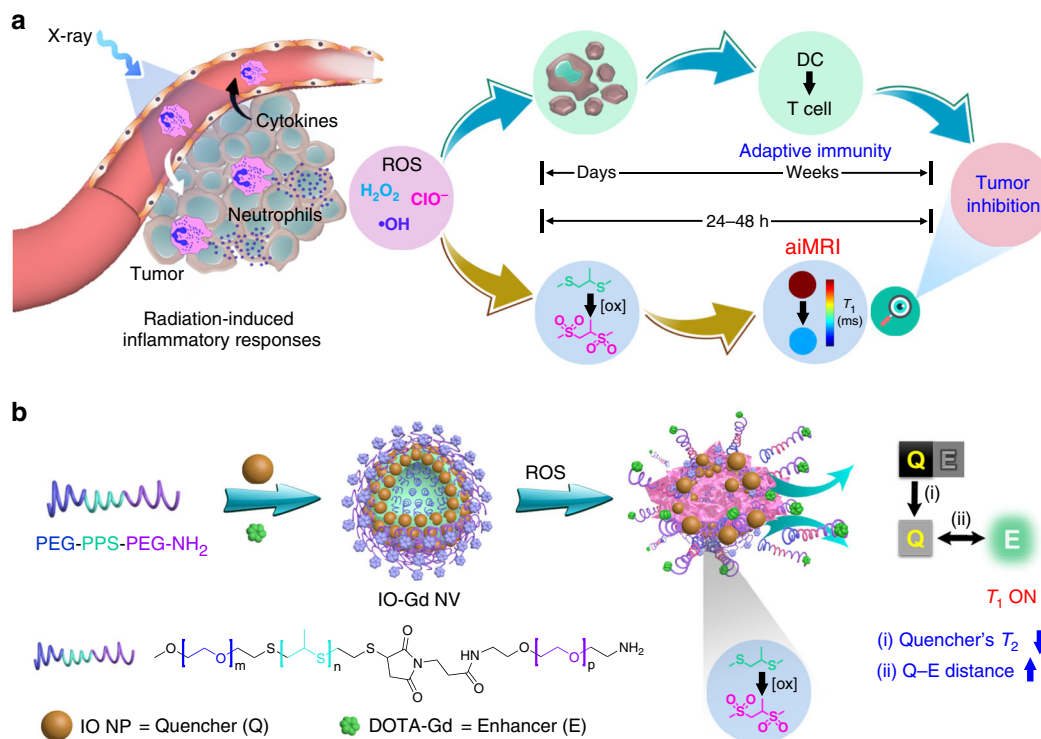 a
X-ray
Cytokines
Neutrophils
Tumor
Radiation-induced
inflammatory responses
ROS
H₂O₂
ClO⁻
•OH
DC
T cell
Adaptive immunity
Days
Weeks
24–48 h
aiMRI
S
S
[ox]
O
S
O
S
O
O
T₁
(ms)
Tumor
inhibition
b
PEG-PPS-PEG-NH₂
IO-Gd NV
ROS
Q E
(i)
Q
(ii)
E
T₁ ON
(i) Quencher's T₂
(ii) Q–E distance
O
O
m
S
S
n
S
O
N
O
O
H
N
O
O
p
NH₂
S
S
[ox]
O
S
O
S
O
O
IO NP = Quencher (Q)
DOTA-Gd = Enhancer (E)